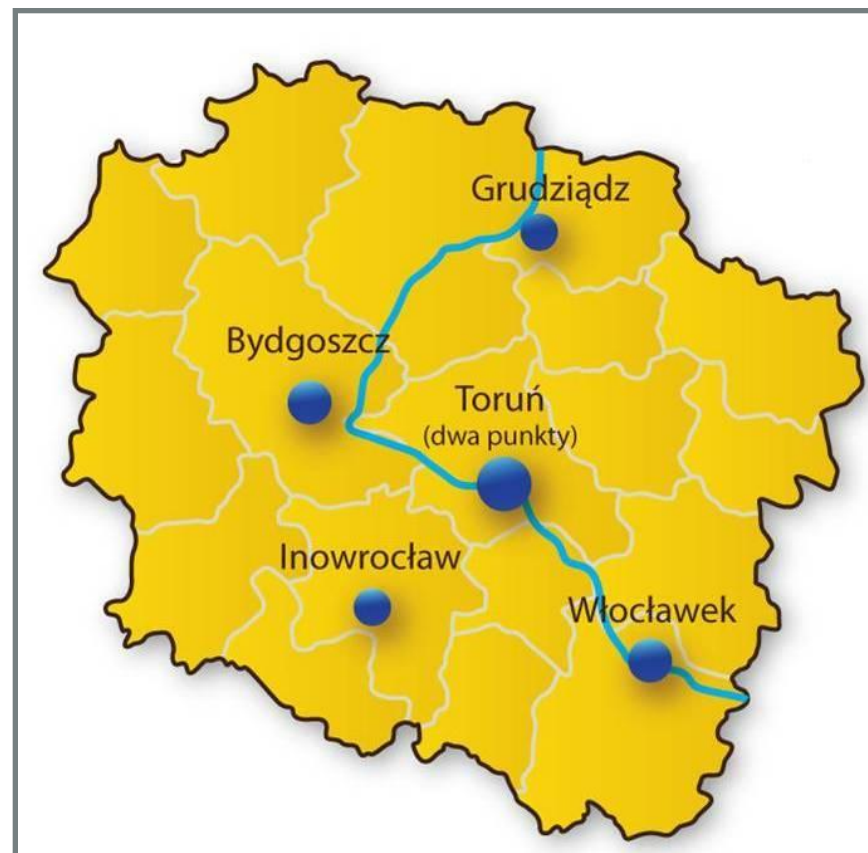 Grudziądz
Bydgoszcz
Toruń
(dwa punkty)
Inowrocław
Włocławek